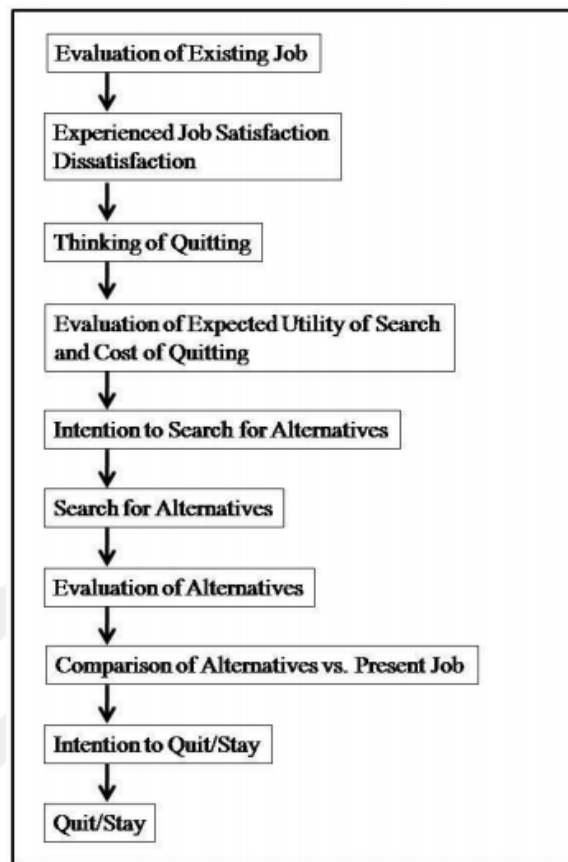 Evaluation of Existing Job
Experienced Job Satisfaction
Dissatisfaction
Thinking of Quitting
Evaluation of Expected Utility of Search
and Cost of Quitting
Intention to Search for Alternatives
Search for Alternatives
Evaluation of Alternatives
Comparison of Alternatives vs. Present Job
Intention to Quit/Stay
Quit/Stay